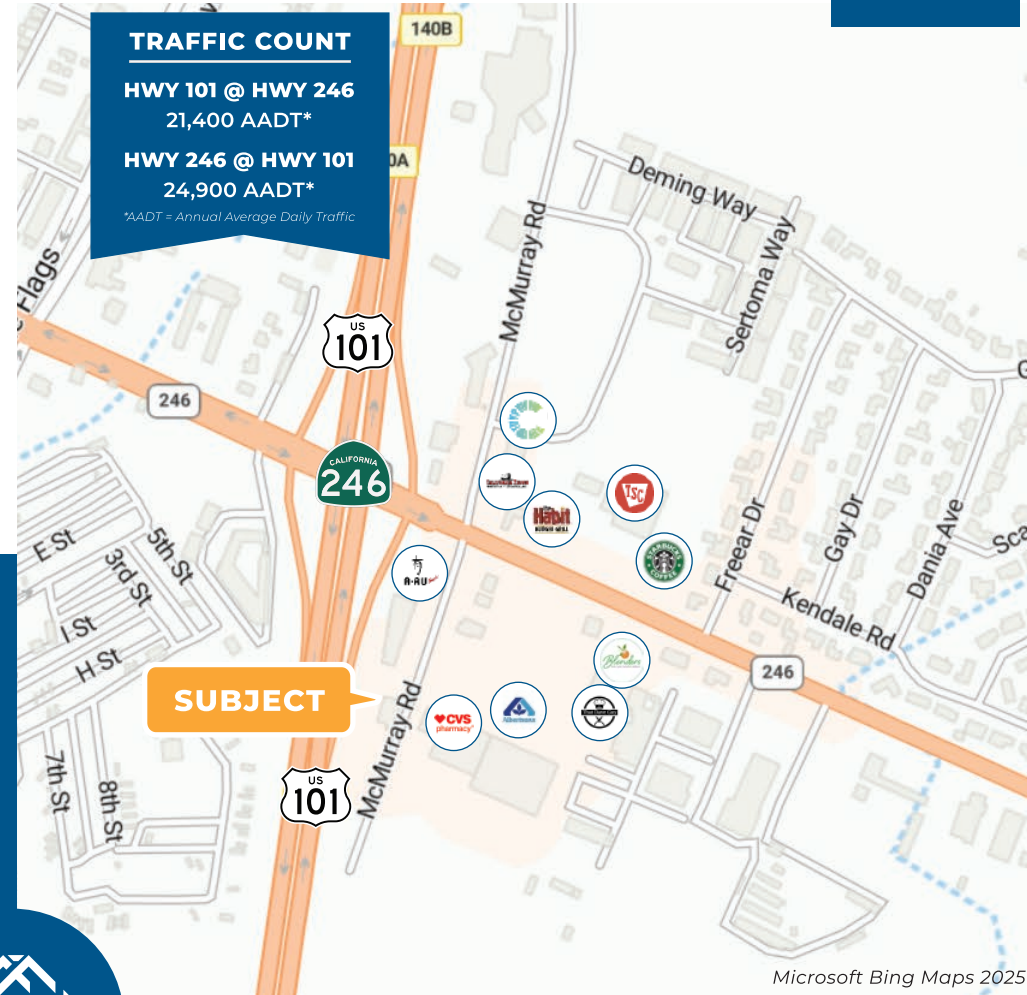 TRAFFIC COUNT
HWY 101 @ HWY 246
21,400 AADT*
HWY 246 @ HWY 101
24,900 AADT*
*AADT = Annual Average Daily Traffic
140B
0A
Deming Way
McMurray Rd
Sertoma Way
Flags
US
101
246
CALIFORNIA
246
The Habit
BURGER GRILL
TSC
STARBUCKS
COFFEE
A-RU
Freear Dr
Gay Dr
Dania Ave
Sca
Kendale Rd
E St
3rd St
5th St
I St
H St
Blenders
246
SUBJECT
McMurray Rd
CVS
pharmacy
Albertsons
7th St
8th St
US
101
G
Microsoft Bing Maps 2025